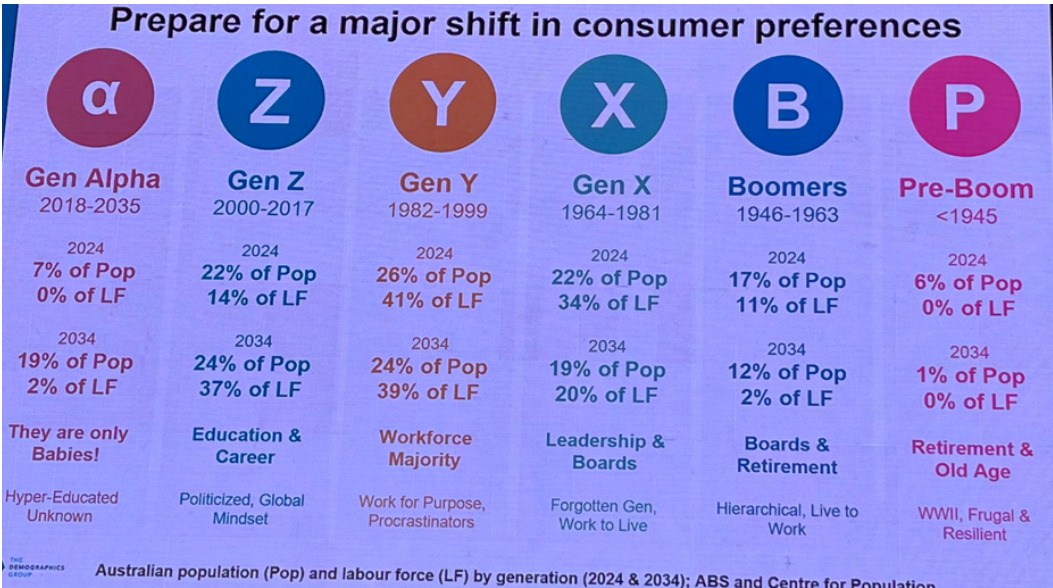 Prepare for a major shift in consumer preferences
α
Gen Alpha
2018-2035
2024
7% of Pop
0% of LF
2034
19% of Pop
2% of LF
They are only
Babies!
Hyper-Educated
Unknown
Z
Gen Z
2000-2017
2024
22% of Pop
14% of LF
2034
24% of Pop
37% of LF
Education &
Career
Politicized, Global
Mindset
Y
Gen Y
1982-1999
2024
26% of Pop
41% of LF
2034
24% of Pop
39% of LF
Workforce
Majority
Work for Purpose,
Procrastinators
X
Gen X
1964-1981
2024
22% of Pop
34% of LF
2034
19% of Pop
20% of LF
Leadership &
Boards
Forgotten Gen,
Work to Live
B
Boomers
1946-1963
2024
17% of Pop
11% of LF
2034
12% of Pop
2% of LF
Boards &
Retirement
Hierarchical, Live to
Work
P
Pre-Boom
<1945
2024
6% of Pop
0% of LF
2034
1% of Pop
0% of LF
Retirement &
Old Age
WWII, Frugal &
Resilient
THE
DEMOGRAPHICS
GROUP
Australian population (Pop) and labour force (LF) by generation (2024 & 2034); ABS and Centre for Population